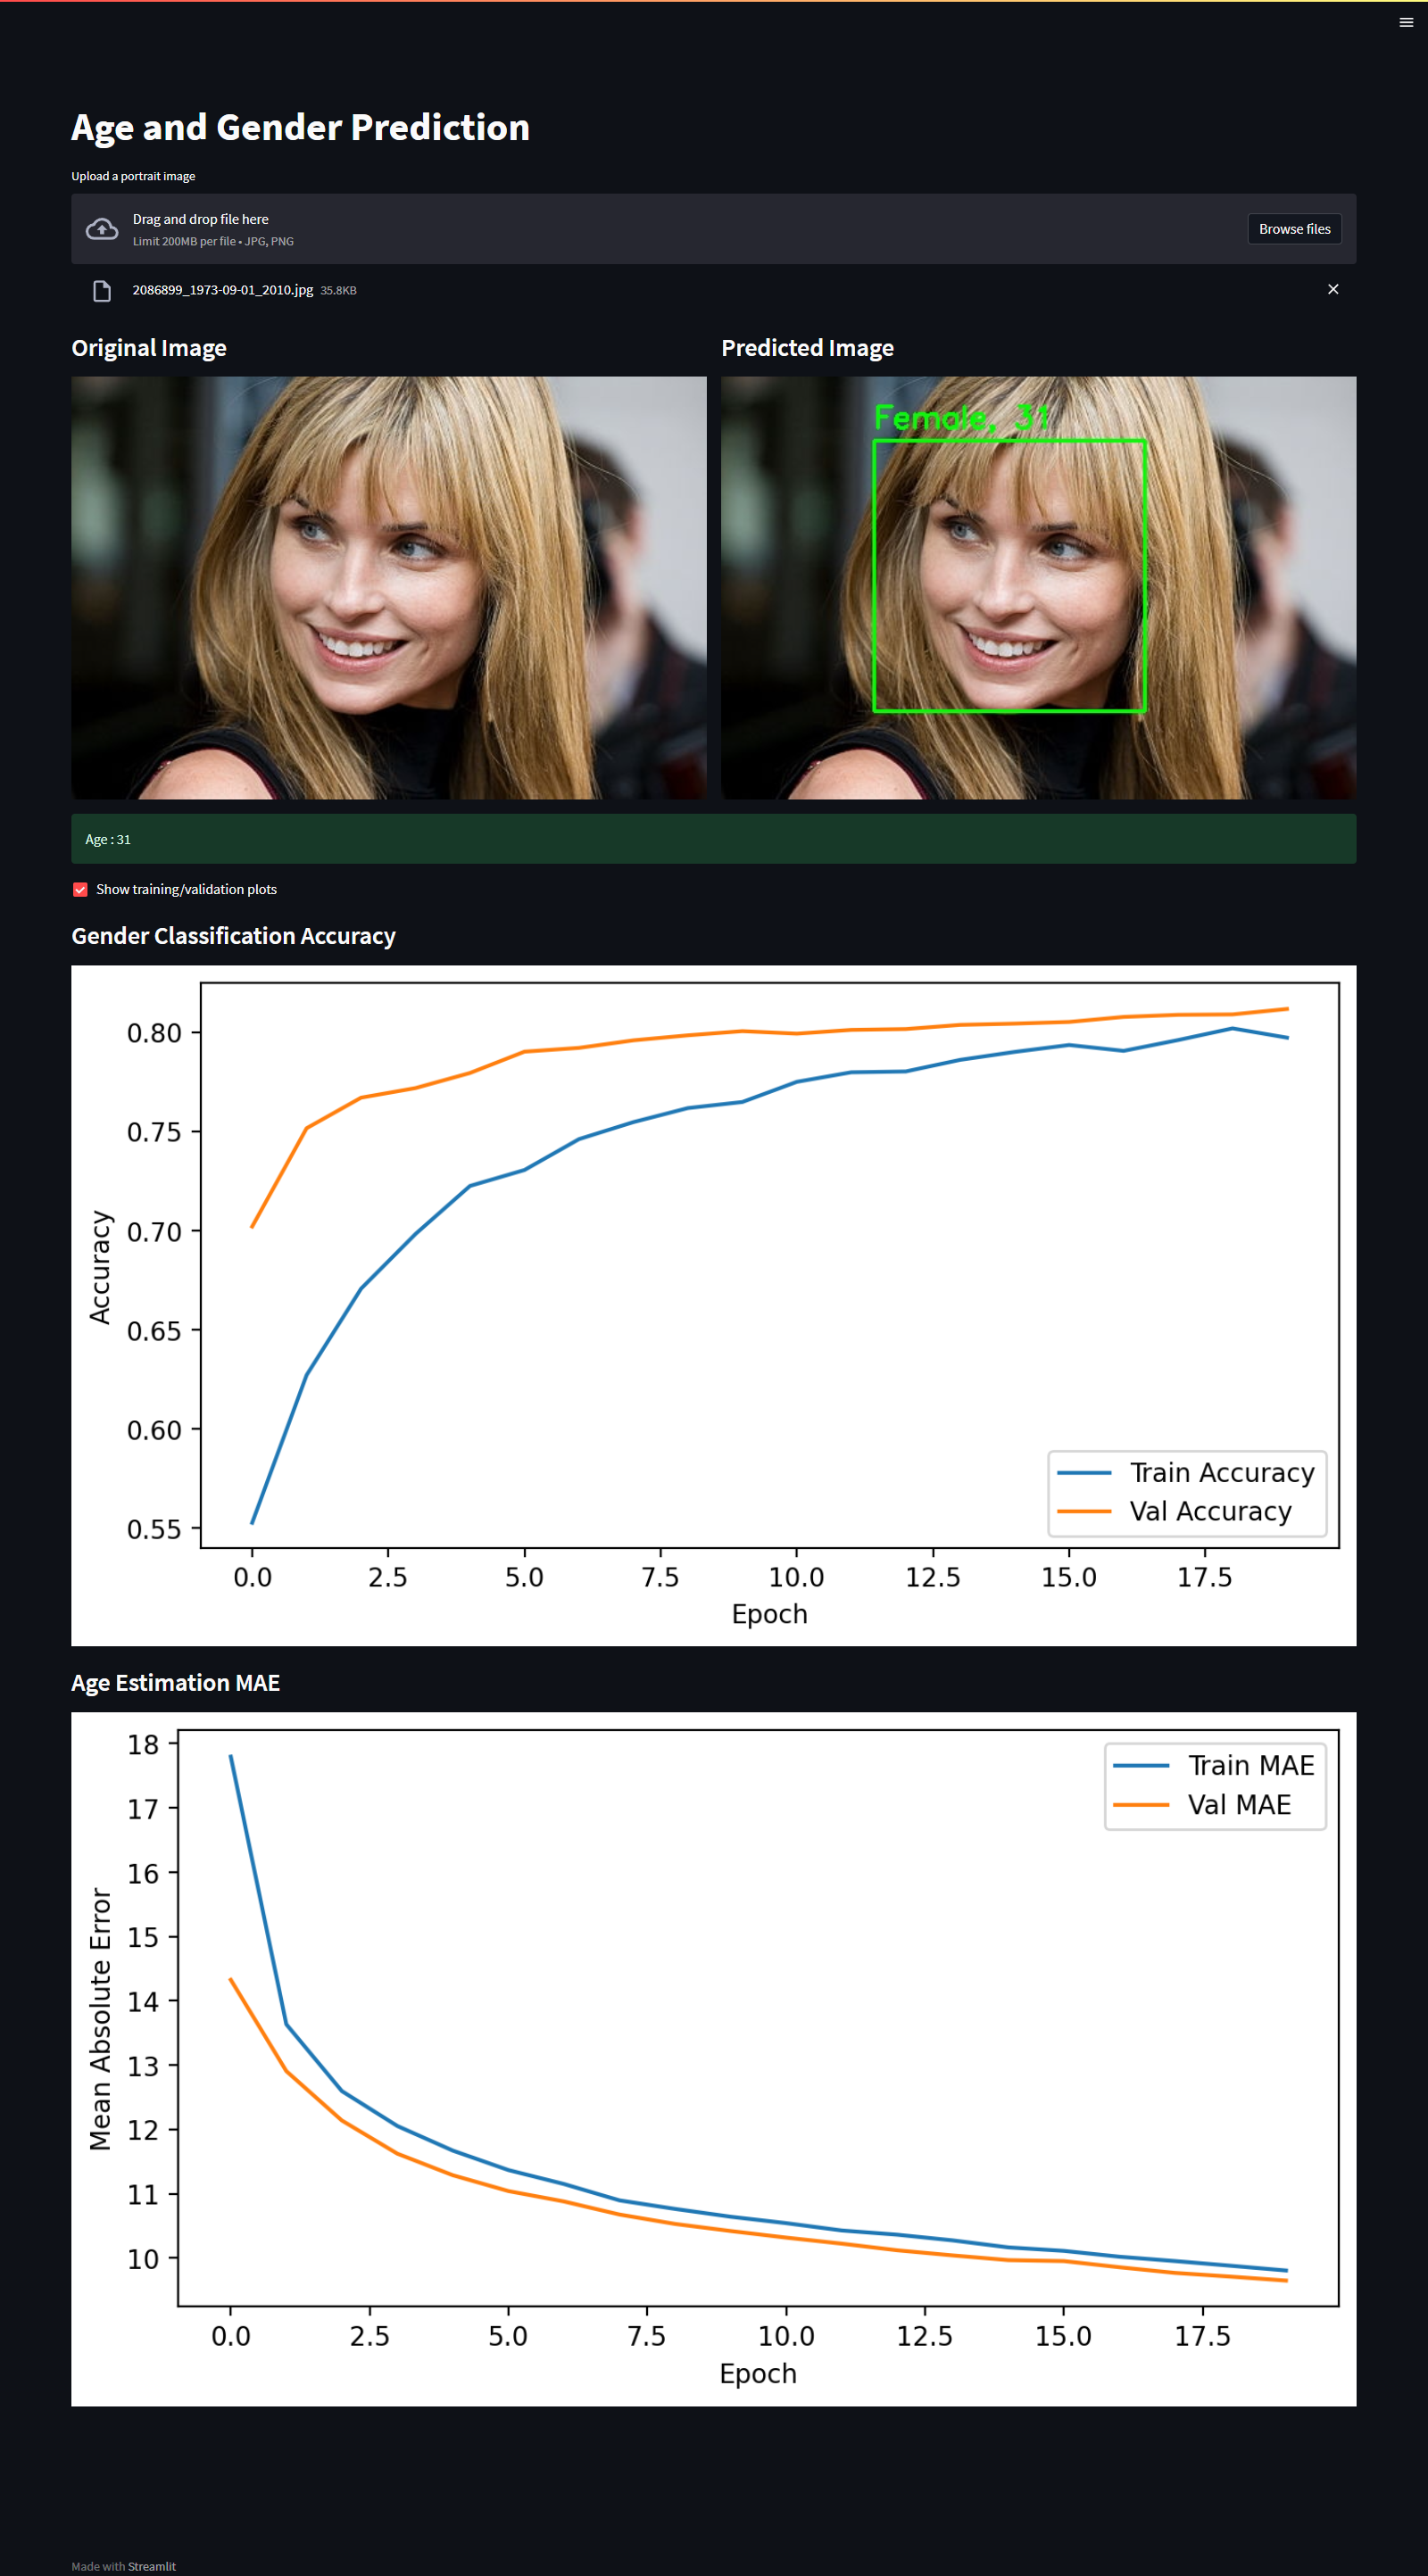 Age and Gender Prediction
Upload a portrait image
Drag and drop file here
Limit 200MB per file • JPG, PNG
Browse files
2086899_1973-09-01_2010.jpg 35.8KB
Original Image
Predicted Image
Female, 31
Age : 31
Show training/validation plots
Gender Classification Accuracy
0.80
0.75
0.70
0.65
0.60
0.55
Accuracy
Train Accuracy
Val Accuracy
0.0 2.5 5.0 7.5 10.0 12.5 15.0 17.5
Epoch
Age Estimation MAE
18
17
16
15
14
13
12
11
10
Mean Absolute Error
Train MAE
Val MAE
0.0 2.5 5.0 7.5 10.0 12.5 15.0 17.5
Epoch
Made with Streamlit